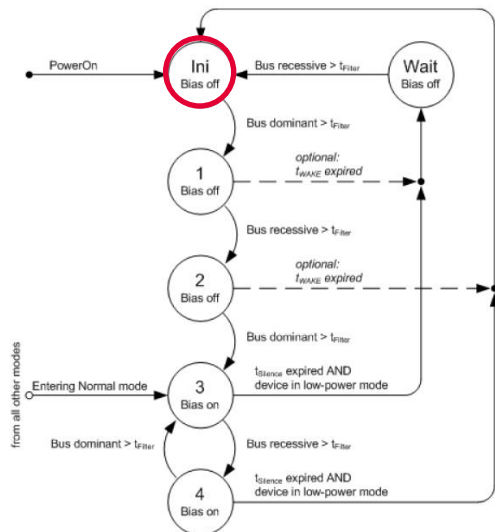 PowerOn
Ini
Bias off
Bus recessive > tFilter
Wait
Bias off
Bus dominant > tFilter
1
Bias off
optional:
tWAKE expired
Bus recessive > tFilter
2
Bias off
optional:
tWAKE expired
Bus dominant > tFilter
from all other modes
Entering Normal mode
3
Bias on
tSilence expired AND
device in low-power mode
Bus dominant > tFilter
Bus recessive > tFilter
4
Bias on
tSilence expired AND
device in low-power mode